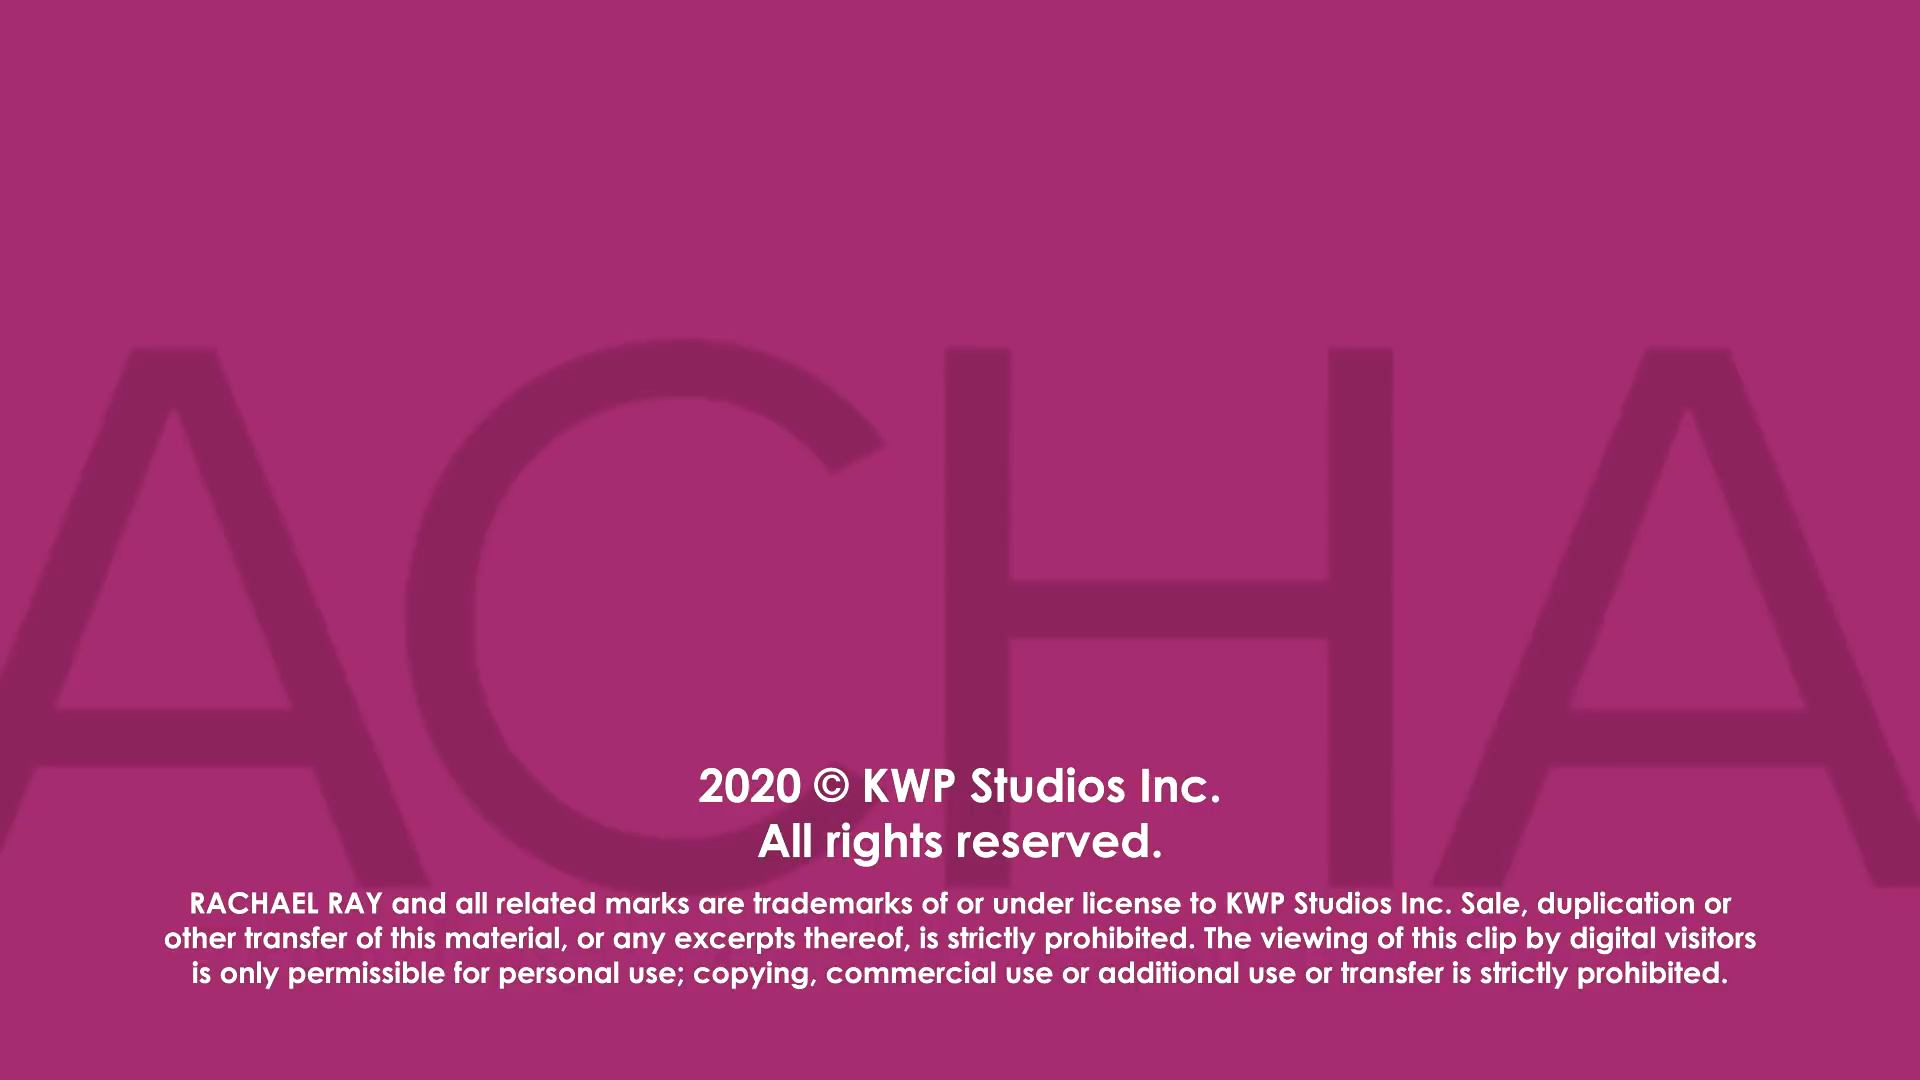 ACHA
2020 © KWP Studios Inc.
All rights reserved.
RACHAEL RAY and all related marks are trademarks of or under license to KWP Studios Inc. Sale, duplication or
other transfer of this material, or any excerpts thereof, is strictly prohibited. The viewing of this clip by digital visitors
is only permissible for personal use; copying, commercial use or additional use or transfer is strictly prohibited.